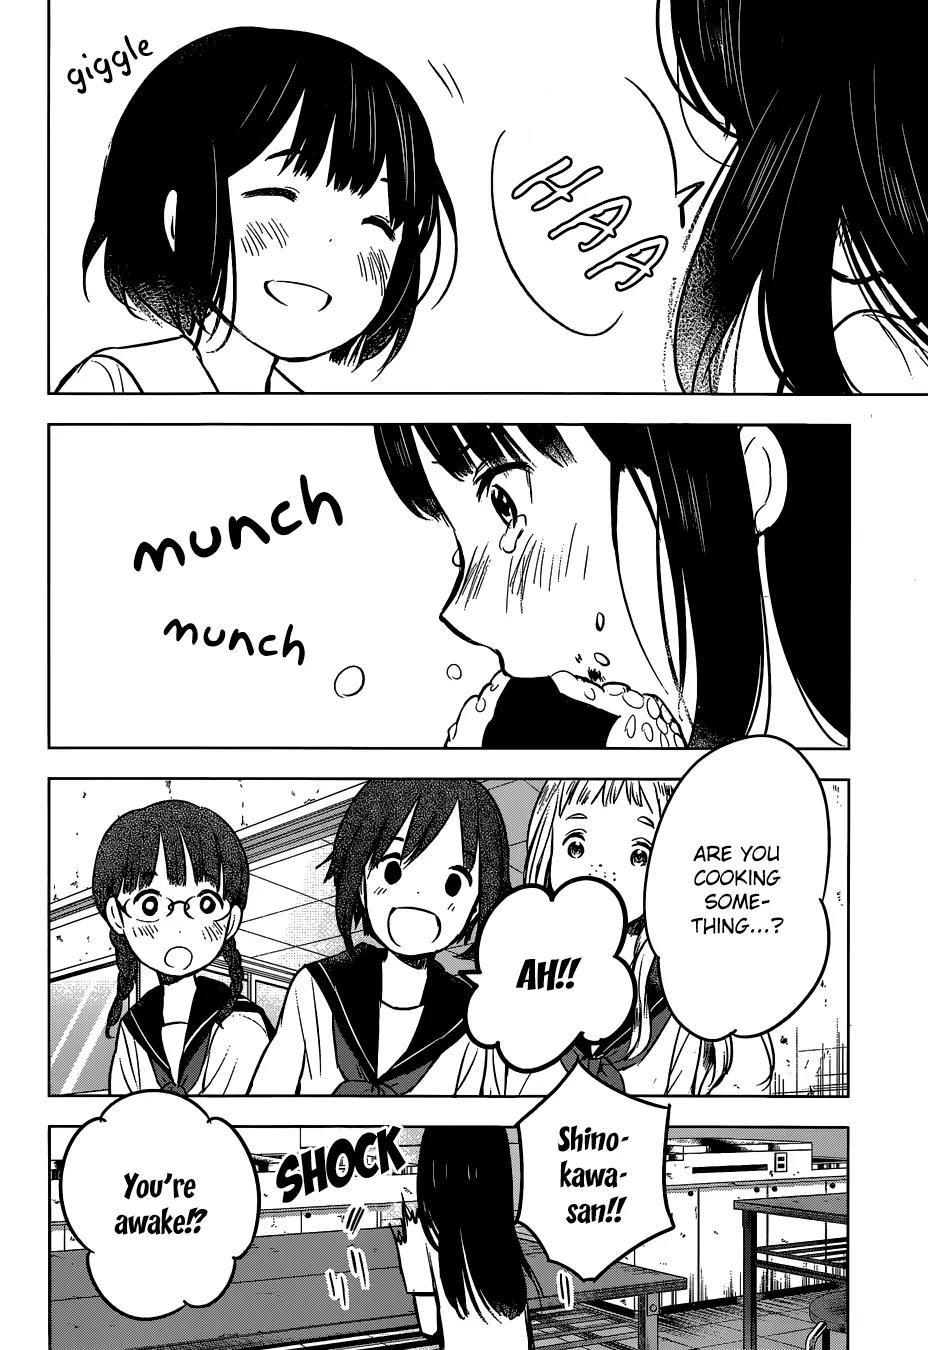 HAA
giggle
munch
munch
ARE YOU
COOKING
SOME-
THING...?
AH!!
Shino-
kawa-
san!!
SHOCK
You're
awake!?